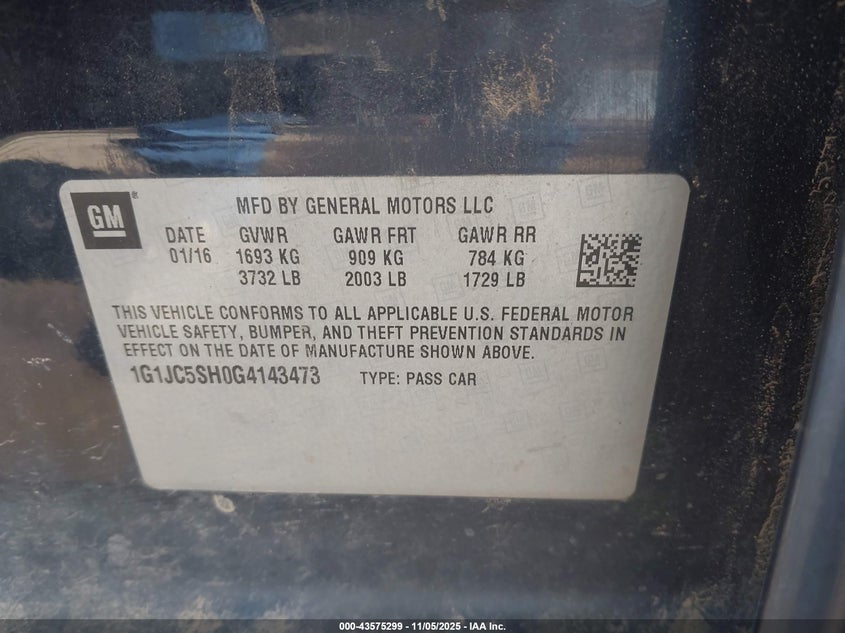 GM ®
MFD BY GENERAL MOTORS LLC
DATE GVWR GAWR FRT GAWR RR
01/16 1693 KG 909 KG 784 KG
3732 LB 2003 LB 1729 LB
THIS VEHICLE CONFORMS TO ALL APPLICABLE U.S. FEDERAL MOTOR
VEHICLE SAFETY, BUMPER, AND THEFT PREVENTION STANDARDS IN
EFFECT ON THE DATE OF MANUFACTURE SHOWN ABOVE.
1G1JC5SH0G4143473 TYPE: PASS CAR
000-43575299 - 11/05/2025 - IAA Inc.